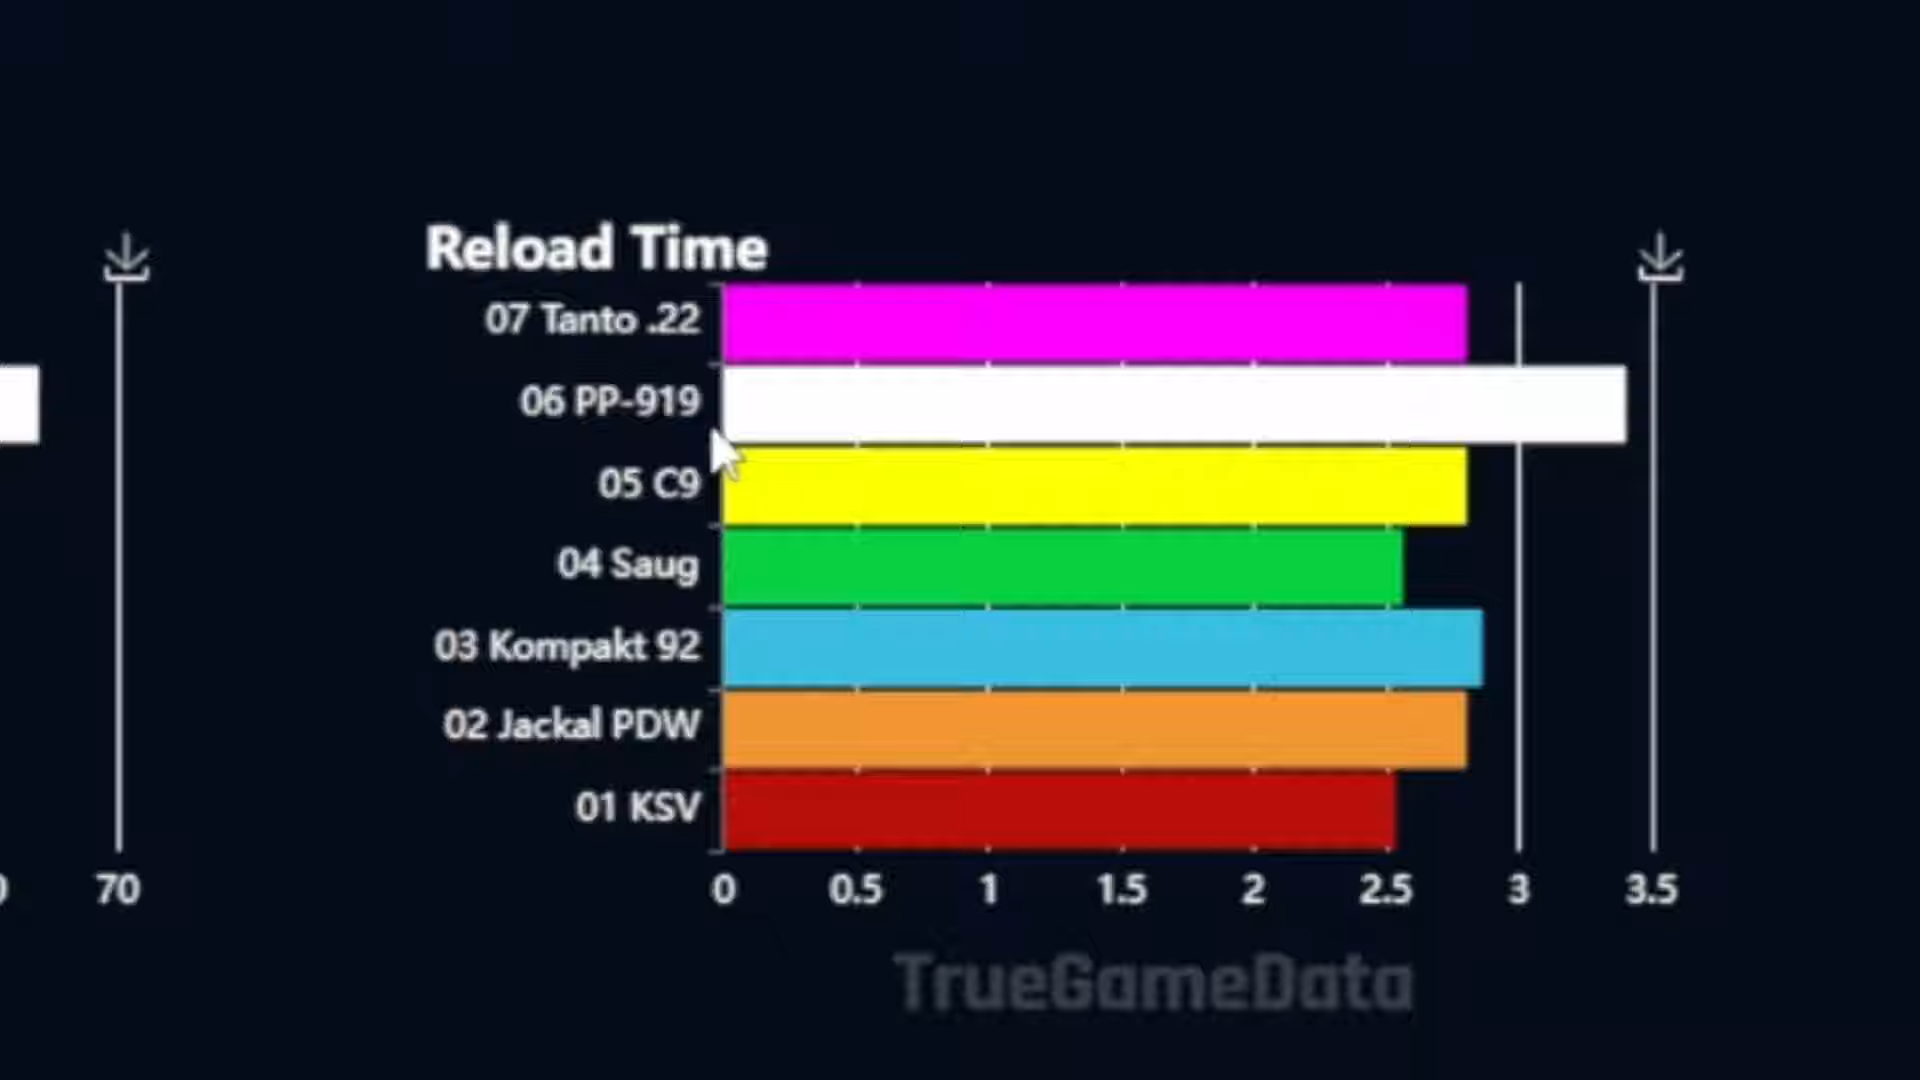 Reload Time
07 Tanto .22
06 PP-919
05 C9
04 Saug
03 Kompakt 92
02 Jackal PDW
01 KSV
70
0 0.5 1 1.5 2 2.5 3 3.5
TrueGameData